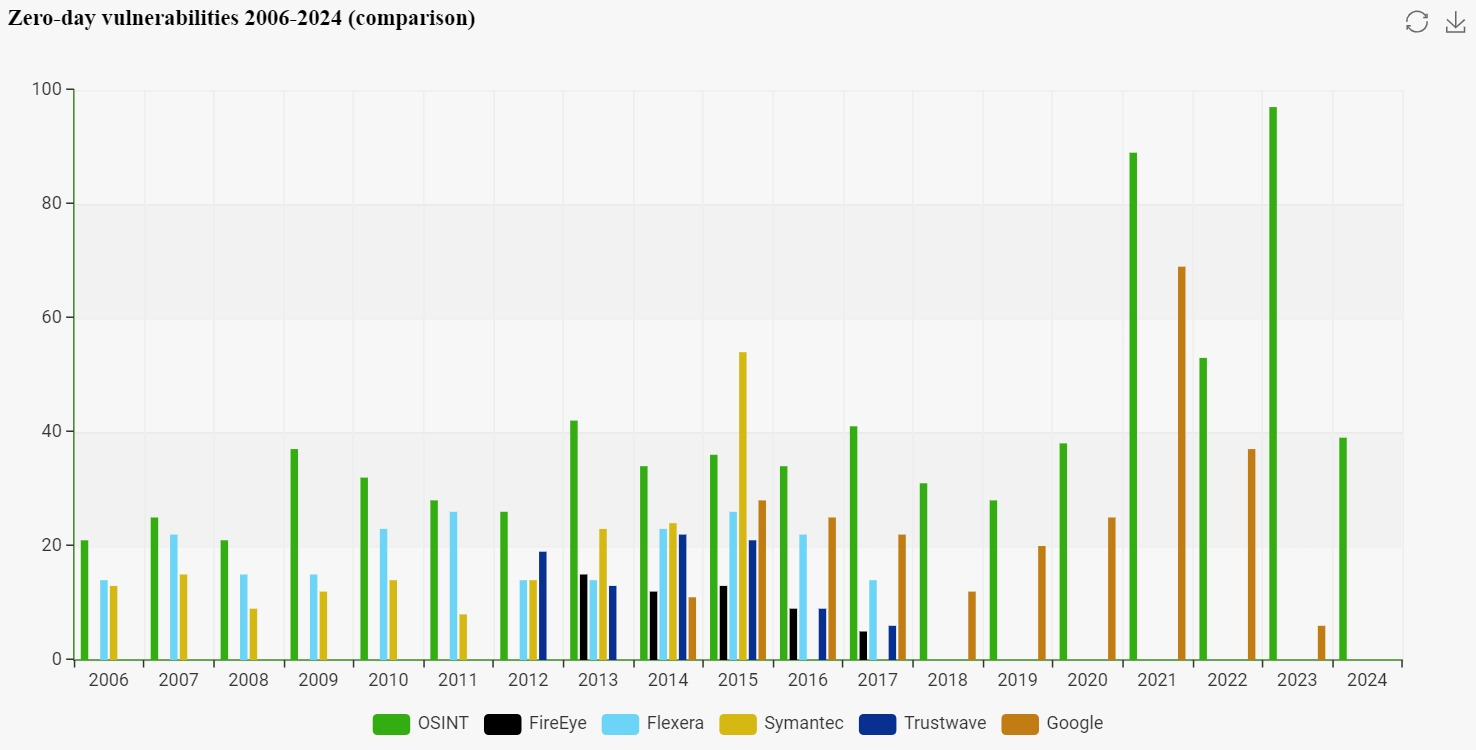 Zero-day vulnerabilities 2006-2024 (comparison)
100
80
60
40
20
0
2006 2007 2008 2009 2010 2011 2012 2013 2014 2015 2016 2017 2018 2019 2020 2021 2022 2023 2024
OSINT FireEye Flexera Symantec Trustwave Google